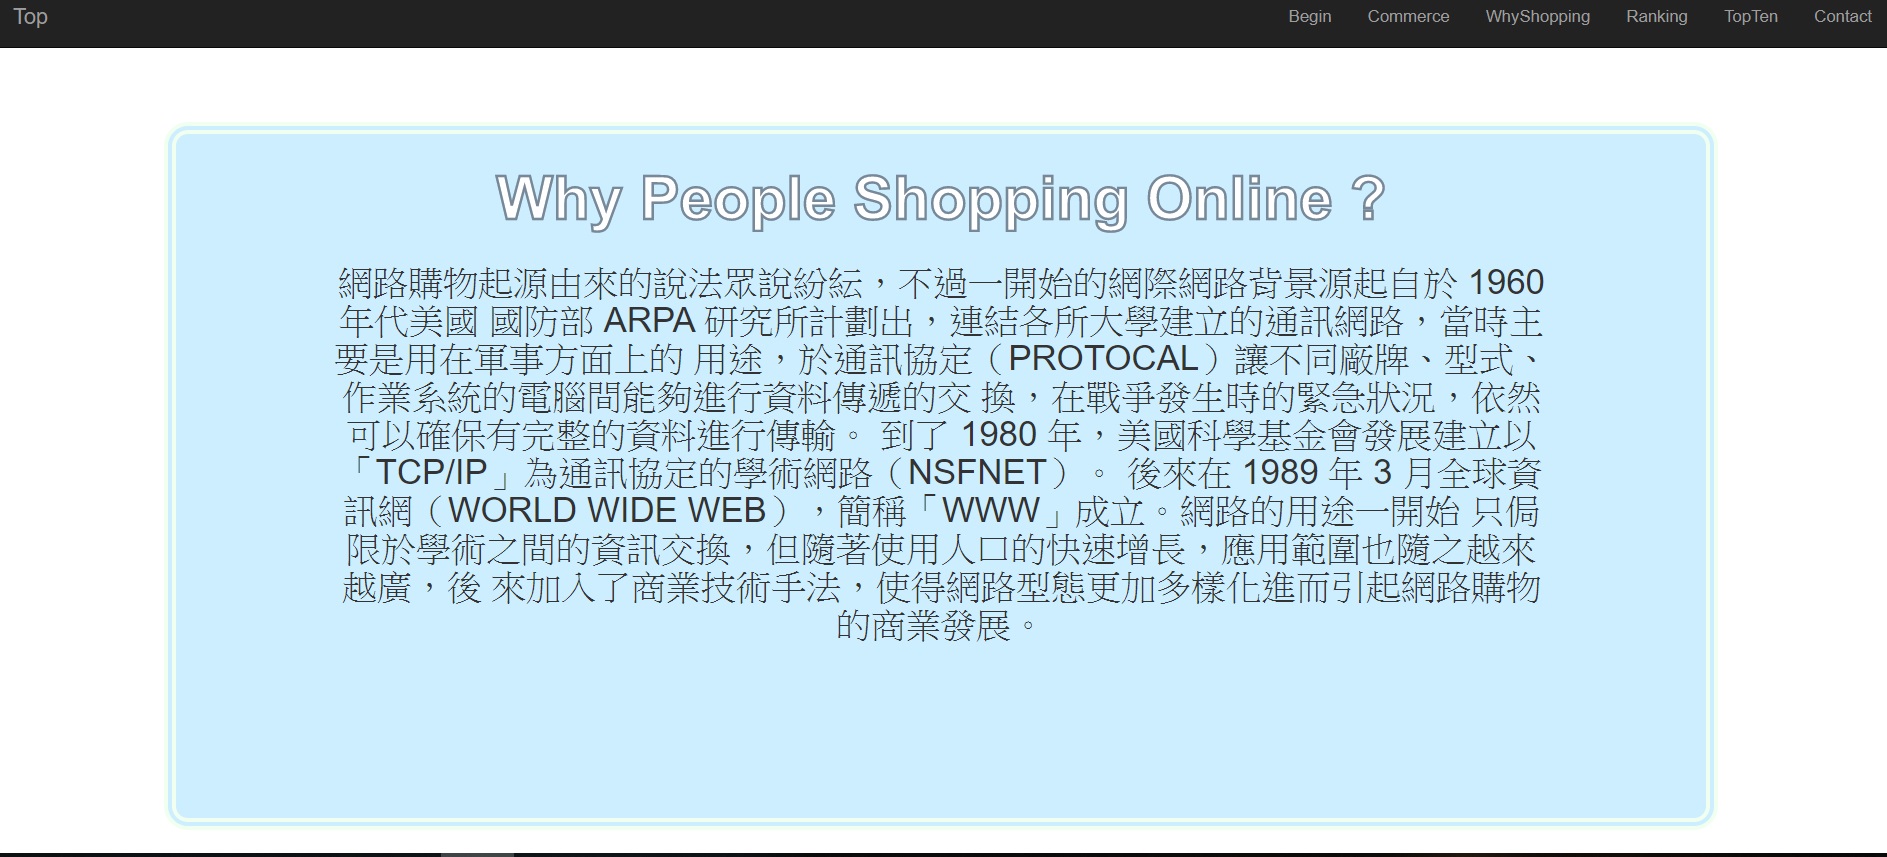 Top Begin Commerce WhyShopping Ranking TopTen Contact
Why People Shopping Online ?
網路購物起源由來的說法眾說紛紜，不過一開始的網際網路背景源起自於 1960
年代美國 國防部 ARPA 研究所計劃出，連結各所大學建立的通訊網路，當時主
要是用在軍事方面上的 用途，於通訊協定（PROTOCAL）讓不同廠牌、型式、
作業系統的電腦間能夠進行資料傳遞的交 換，在戰爭發生時的緊急狀況，依然
可以確保有完整的資料進行傳輸。 到了 1980 年，美國科學基金會發展建立以
「TCP/IP」為通訊協定的學術網路（NSFNET）。 後來在 1989 年 3 月全球資
訊網（WORLD WIDE WEB），簡稱「WWW」成立。網路的用途一開始 只侷
限於學術之間的資訊交換，但隨著使用人口的快速增長，應用範圍也隨之越來
越廣，後 來加入了商業技術手法，使得網路型態更加多樣化進而引起網路購物
的商業發展。